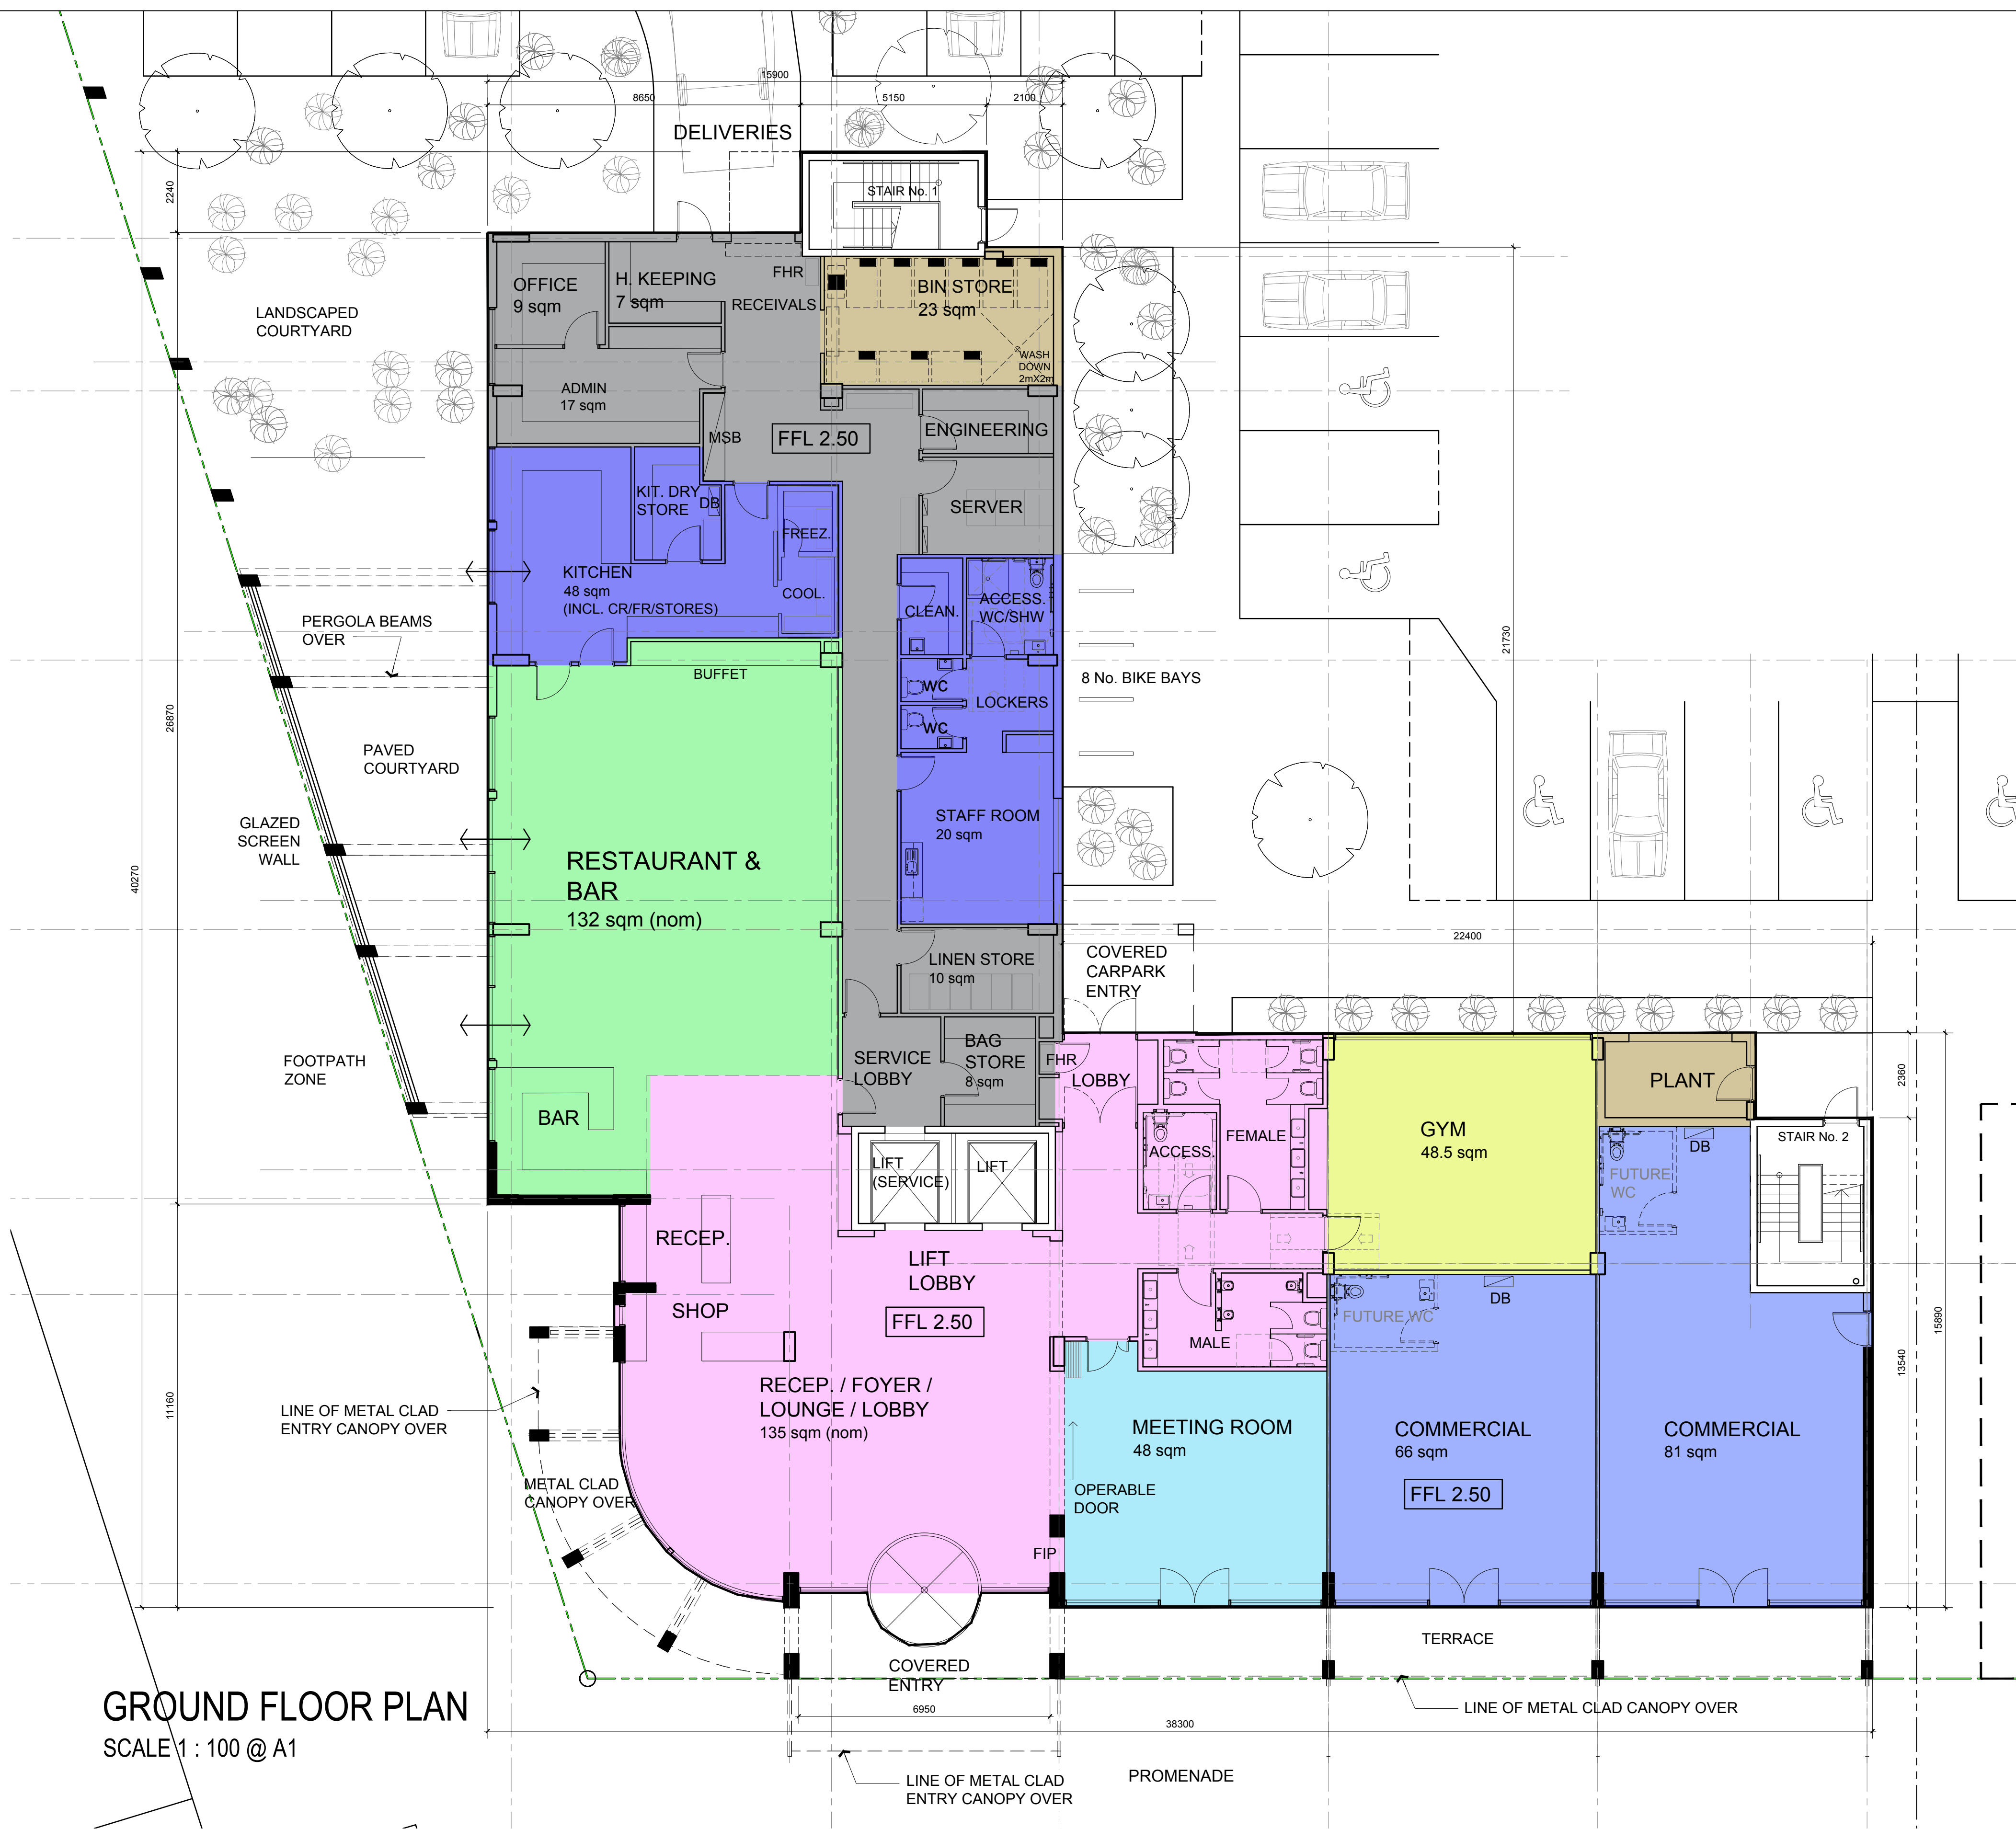 15900
8650
5150
2100
DELIVERIES
2240
STAIR No. 1
OFFICE
9 sqm
H. KEEPING
7 sqm
FHR
RECEIVALS
BIN STORE
23 sqm
LANDSCAPED
COURTYARD
WASH
DOWN
2mX2m
ADMIN
17 sqm
MSB
FFL 2.50
ENGINEERING
KIT. DRY
STORE
DB
SERVER
FREEZ.
KITCHEN
48 sqm
(INCL. CR/FR/STORES)
COOL.
CLEAN.
ACCESS.
WC/SHW
PERGOLA BEAMS
OVER
21730
BUFFET
WC
LOCKERS
8 No. BIKE BAYS
26870
WC
PAVED
COURTYARD
GLAZED
SCREEN
WALL
STAFF ROOM
20 sqm
40270
RESTAURANT &
BAR
132 sqm (nom)
22400
LINEN STORE
10 sqm
COVERED
CARPARK
ENTRY
FOOTPATH
ZONE
SERVICE
LOBBY
BAG
STORE
8 sqm
FHR
LOBBY
PLANT
2360
BAR
GYM
48.5 sqm
FEMALE
ACCESS.
STAIR No. 2
DB
LIFT
(SERVICE)
LIFT
FUTURE
WC
RECEP.
LIFT
LOBBY
SHOP
FFL 2.50
DB
FUTURE WC
MALE
15890
13540
11160
RECEP. / FOYER /
LOUNGE / LOBBY
135 sqm (nom)
LINE OF METAL CLAD
ENTRY CANOPY OVER
MEETING ROOM
48 sqm
COMMERCIAL
66 sqm
COMMERCIAL
81 sqm
METAL CLAD
CANOPY OVER
OPERABLE
DOOR
FFL 2.50
FIP
TERRACE
COVERED
ENTRY
GROUND FLOOR PLAN
SCALE 1 : 100 @ A1
6950
38300
LINE OF METAL CLAD CANOPY OVER
LINE OF METAL CLAD
ENTRY CANOPY OVER
PROMENADE